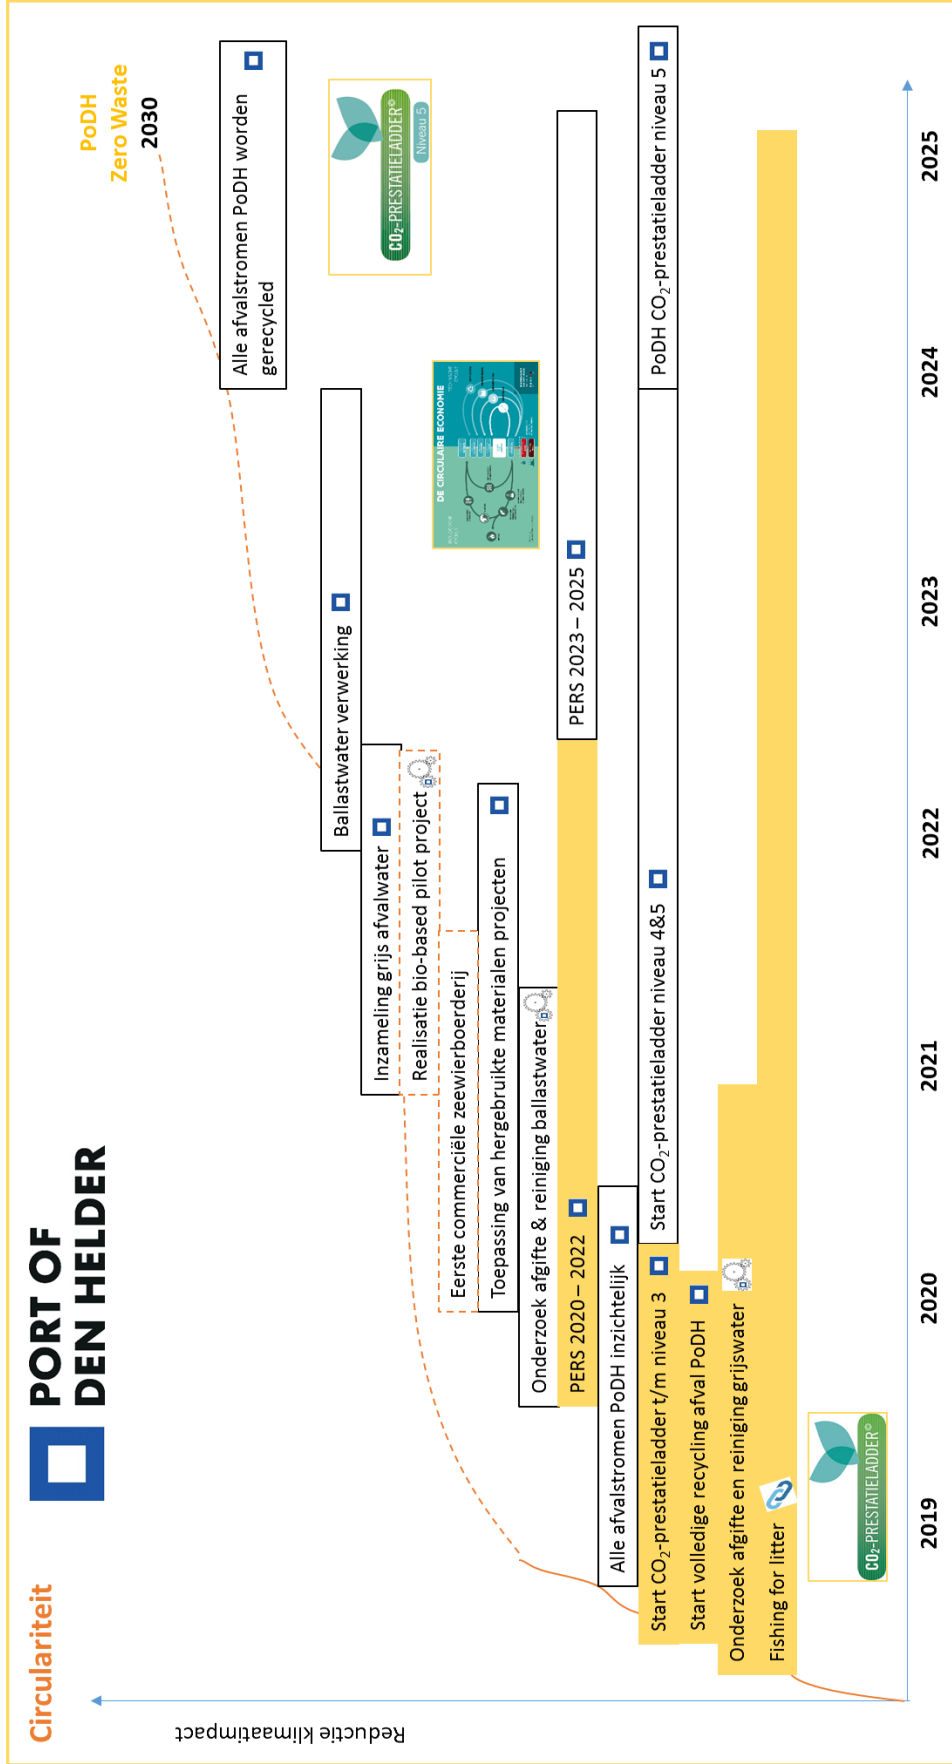 Circulariteit
PORT OF
DEN HELDER
PoDH
Zero Waste
2030
Reductie klimaatimpact
Alle afvalstromen PoDH worden
gerecycled
CO₂-PRESTATIELADDER©
Niveau 5
Ballastwater verwerking
Inzameling grijs afvalwater
Realisatie bio-based pilot project
DE CIRCULAIRE ECONOMIE
Eerste commerciële zeewierboerderij
Toepassing van hergebruikte materialen projecten
Onderzoek afgifte & reiniging ballastwater
PERS 2020 – 2022
PERS 2023 – 2025
Alle afvalstromen PoDH inzichtelijk
Start CO₂-prestatieladder t/m niveau 3
Start CO₂-prestatieladder niveau 4&5
PoDH CO₂-prestatieladder niveau 5
Start volledige recycling afval PoDH
Onderzoek afgifte en reiniging grijswater
Fishing for litter
CO₂-PRESTATIELADDER©
2019
2020
2021
2022
2023
2024
2025